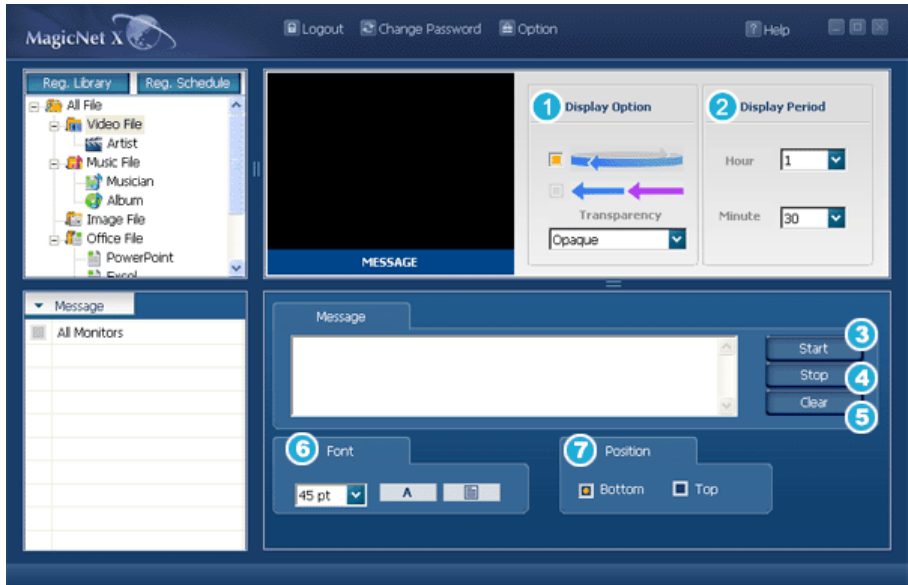 MagicNet X
Logout Change Password Option Help
Reg. Library Reg. Schedule
All File
Video File
Artist
Music File
Musician
Album
Image File
Office File
PowerPoint
Excel
MESSAGE
1 Display Option
Transparency
Opaque
2 Display Period
Hour 1
Minute 30
Message
All Monitors
Message
3
Start
Stop
4
Clear
5
6 Font
45 pt A
7 Position
Bottom Top